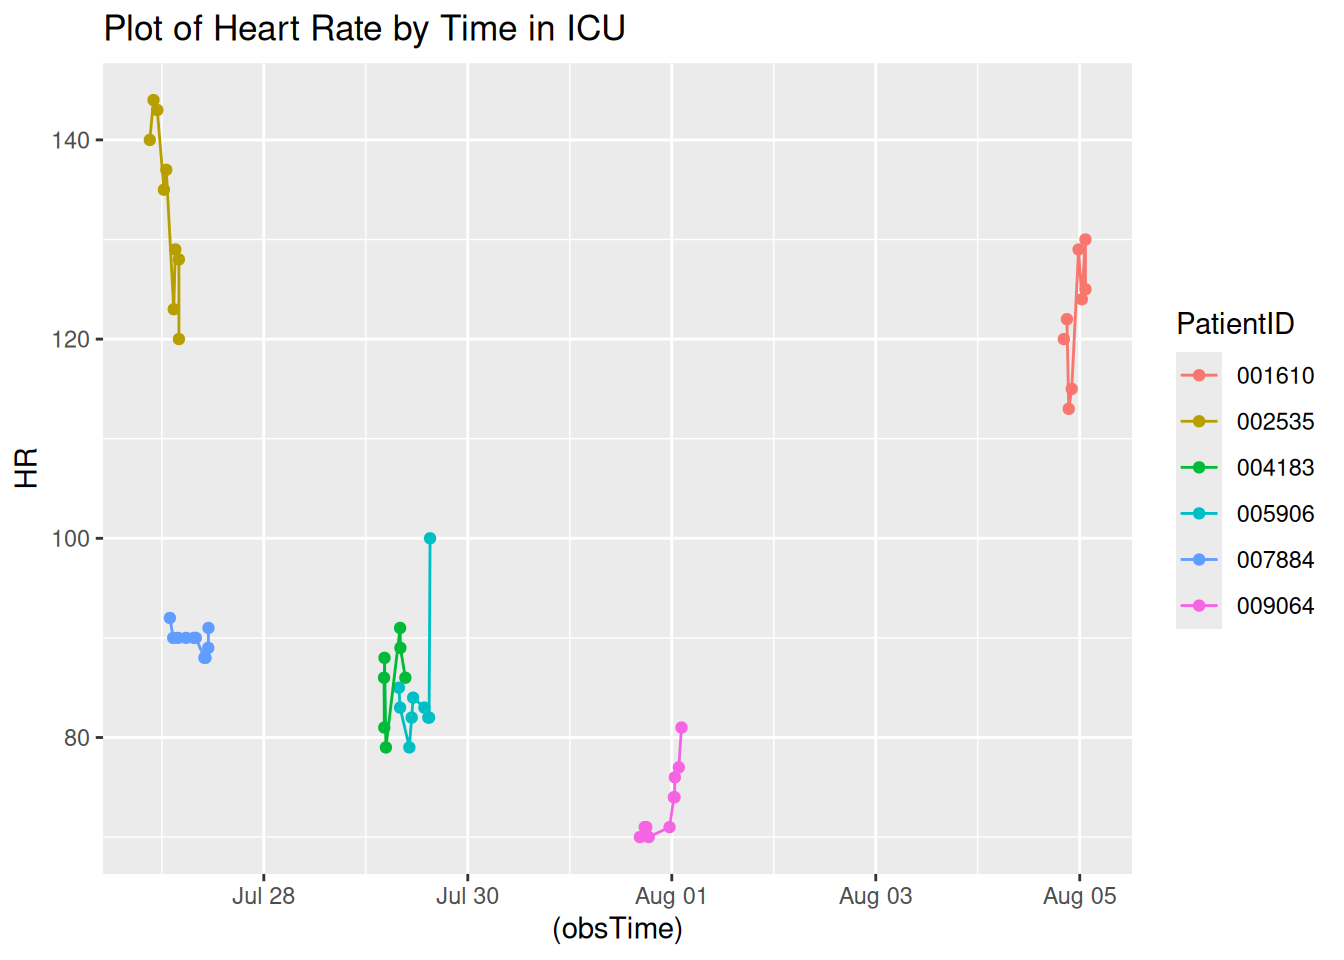 Plot of Heart Rate by Time in ICU
HR
140
120
100
80
Jul 28 Jul 30 Aug 01 Aug 03 Aug 05
(obsTime)
PatientID
001610
002535
004183
005906
007884
009064